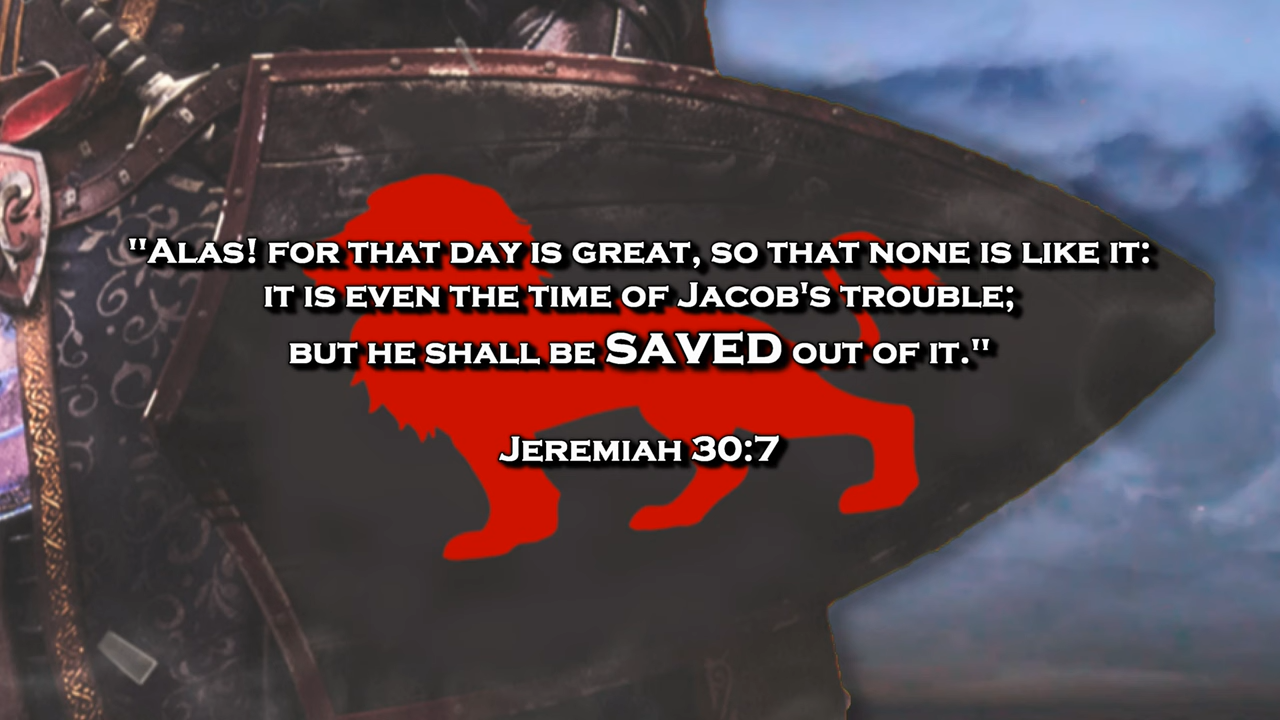 "Alas! for that day is great, so that none is like it:
it is even the time of Jacob's trouble;
but he shall be SAVED out of it."
Jeremiah 30:7